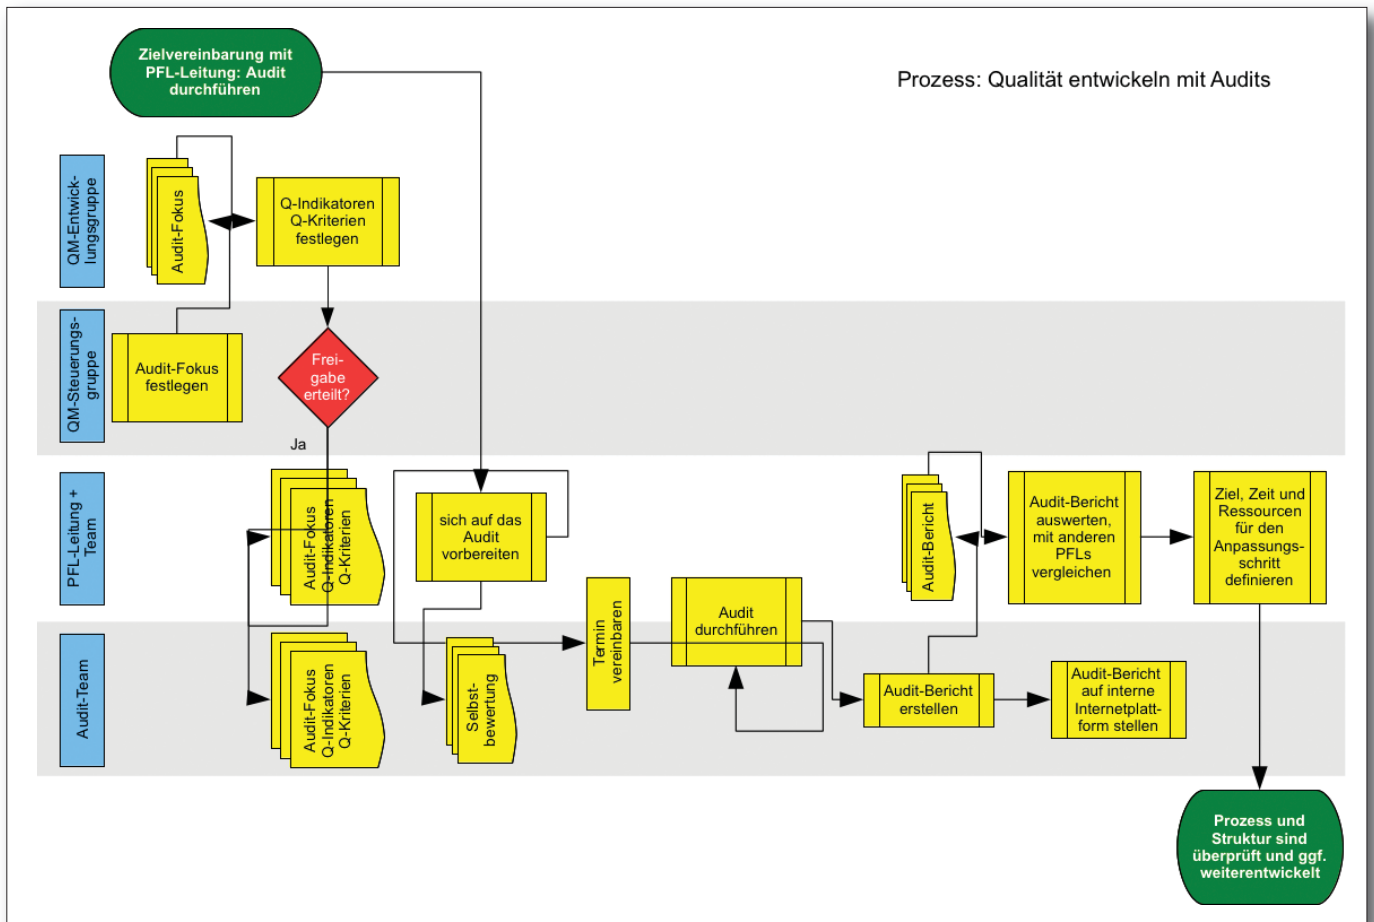 Zielvereinbarung mit
PFL-Leitung: Audit
durchführen
Prozess: Qualität entwickeln mit Audits
QM-Entwick-
lungsgruppe
Audit-Fokus
Q-Indikatoren
Q-Kriterien
festlegen
QM-Steuerungs-
gruppe
Audit-Fokus
festlegen
Frei-
gabe
erteilt?
Ja
PFL-Leitung +
Team
Audit-Fokus
Q-Indikatoren
Q-Kriterien
sich auf das
Audit
vorbereiten
Audit-Bericht
Audit-Bericht
auswerten,
mit anderen
PFLs
vergleichen
Ziel, Zeit und
Ressourcen
für den
Anpassungs-
schritt
definieren
Audit-Team
Audit-Fokus
Q-Indikatoren
Q-Kriterien
Selbst-
bewertung
Termin
vereinbaren
Audit
durchführen
Audit-Bericht
erstellen
Audit-Bericht
auf interne
Internetplatt-
form stellen
Prozess und
Struktur sind
überprüft und ggf.
weiterentwickelt